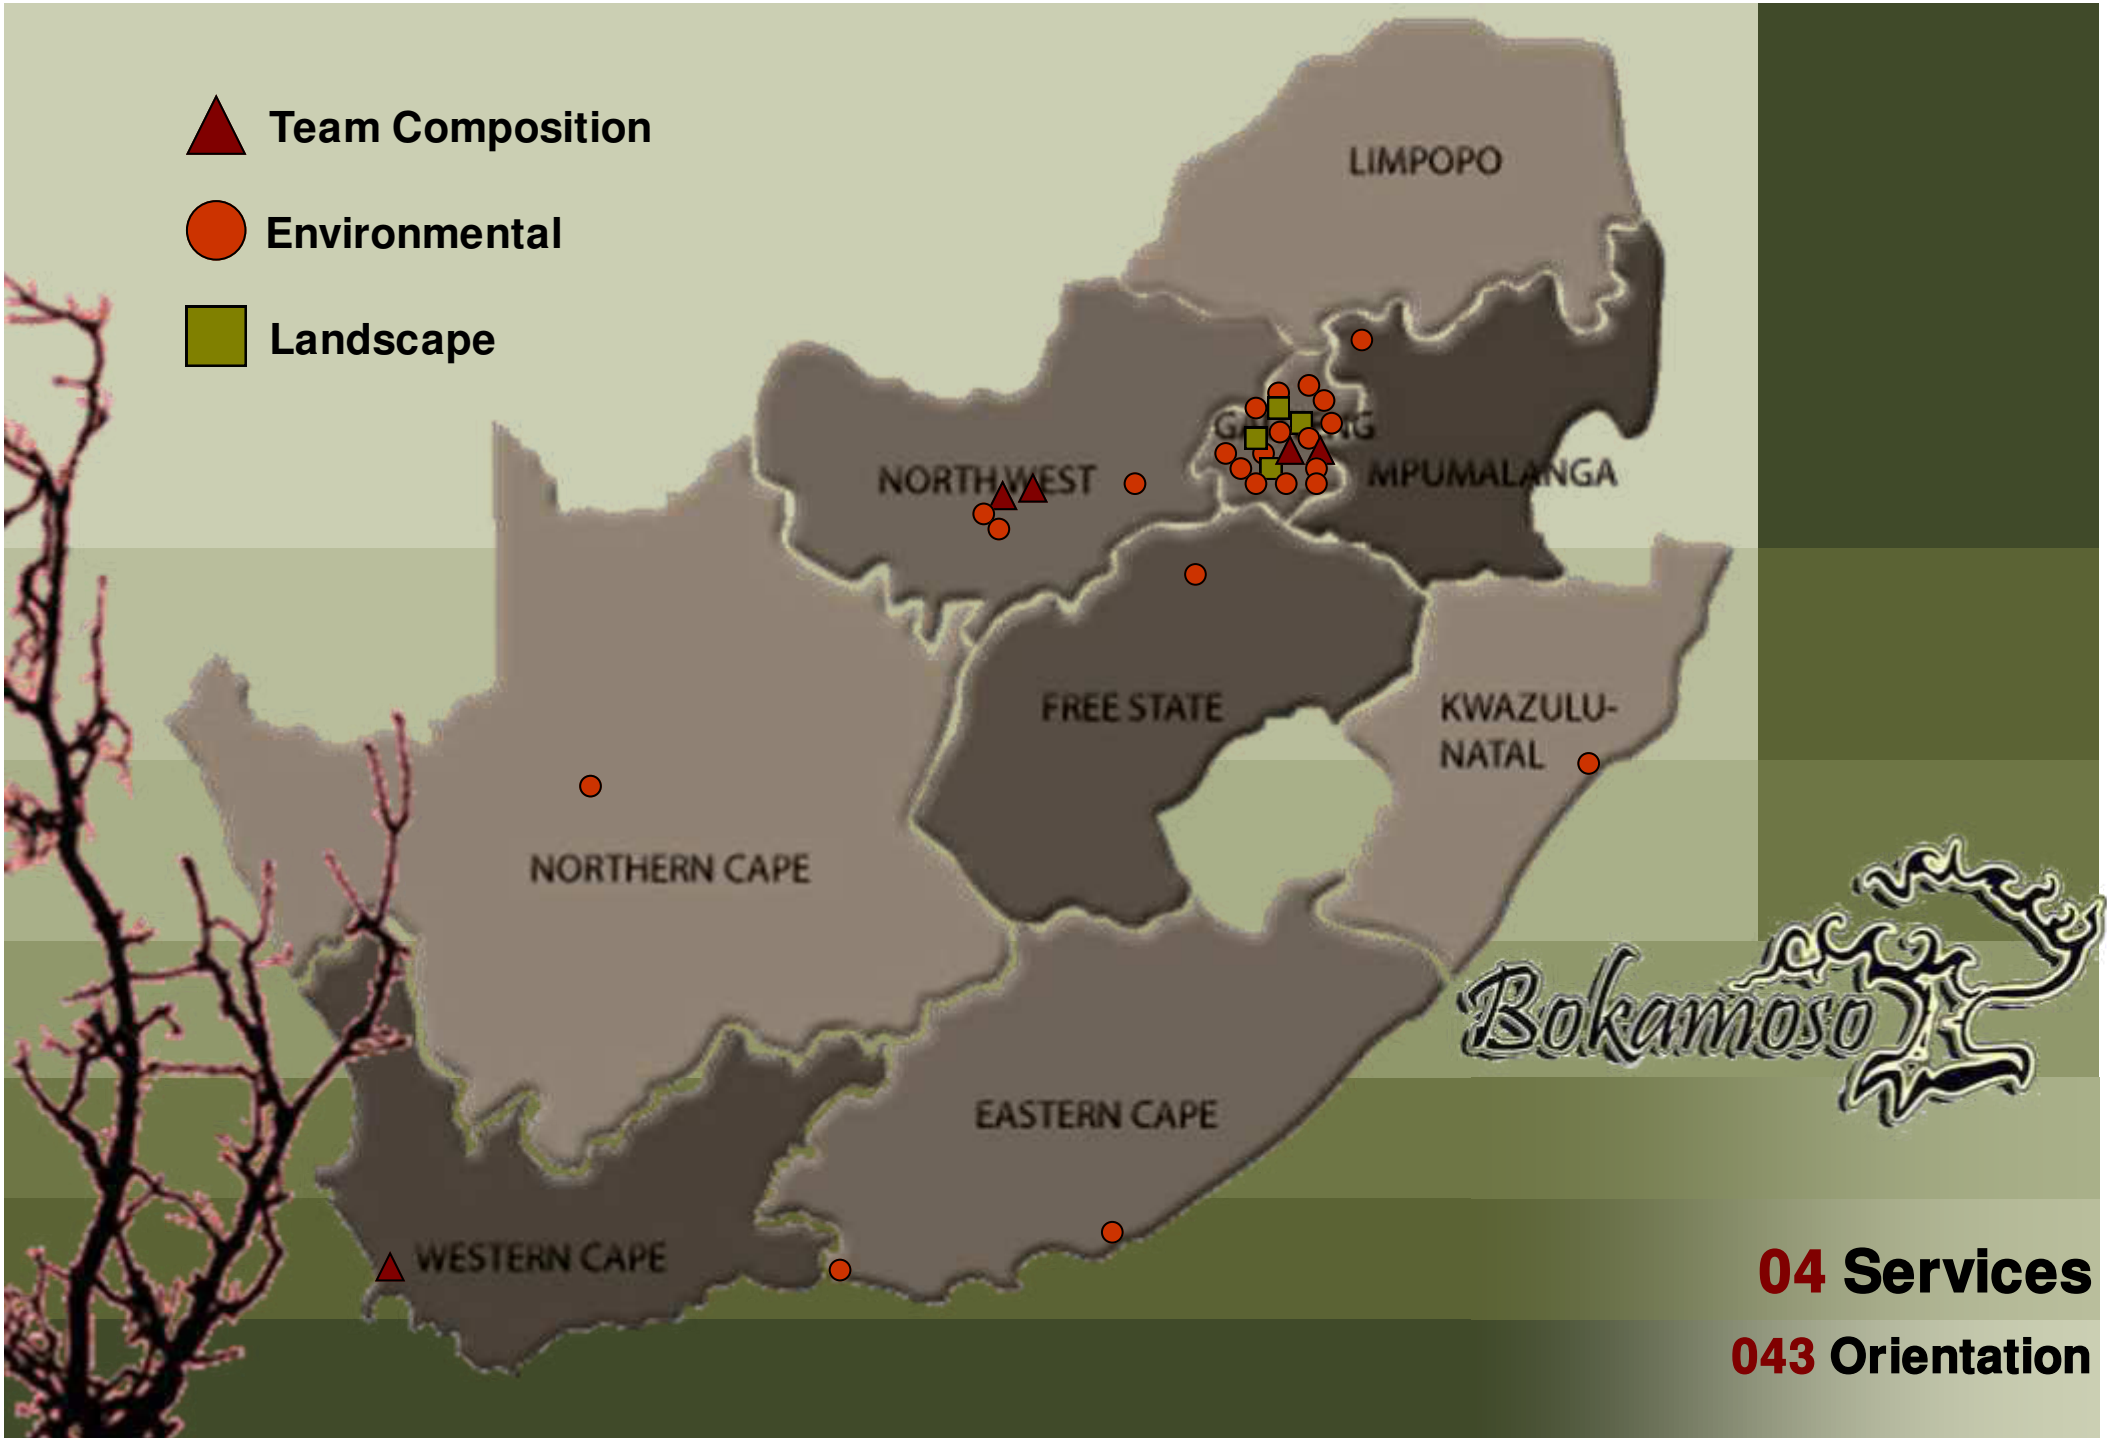 Team Composition
Environmental
Landscape
LIMPOPO
GAUTENG
NORTH WEST
MPUMALANGA
FREE STATE
KWAZULU-
NATAL
NORTHERN CAPE
EASTERN CAPE
WESTERN CAPE
Bokamoso
04 Services
043 Orientation